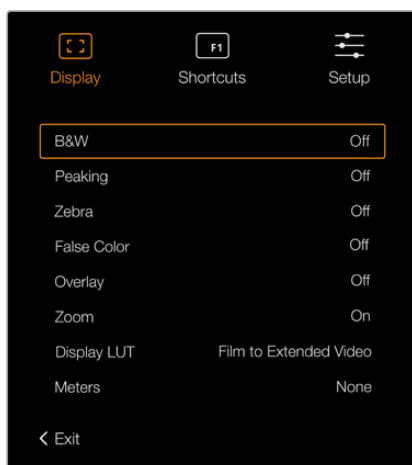 F1
Display Shortcuts Setup
B&W Off
Peaking Off
Zebra Off
False Color Off
Overlay Off
Zoom On
Display LUT Film to Extended Video
Meters None
Exit